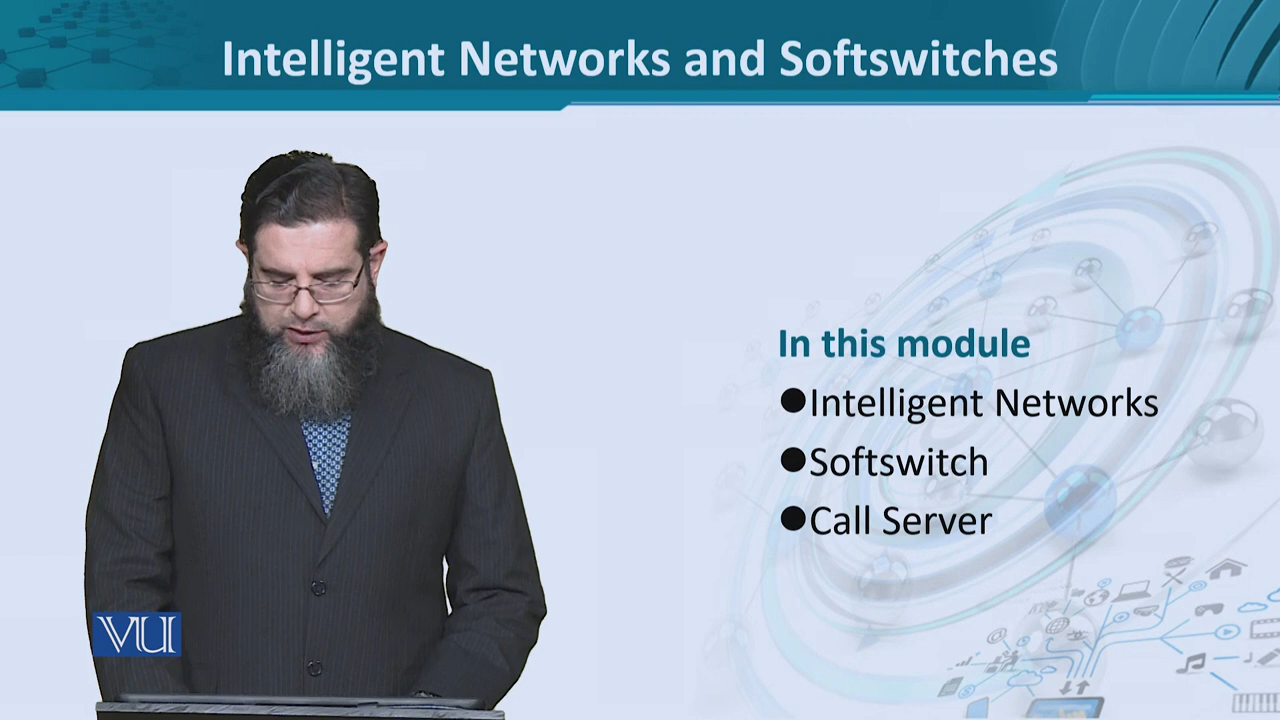 Intelligent Networks and Softswitches
In this module
●Intelligent Networks
●Softswitch
●Call Server
VU